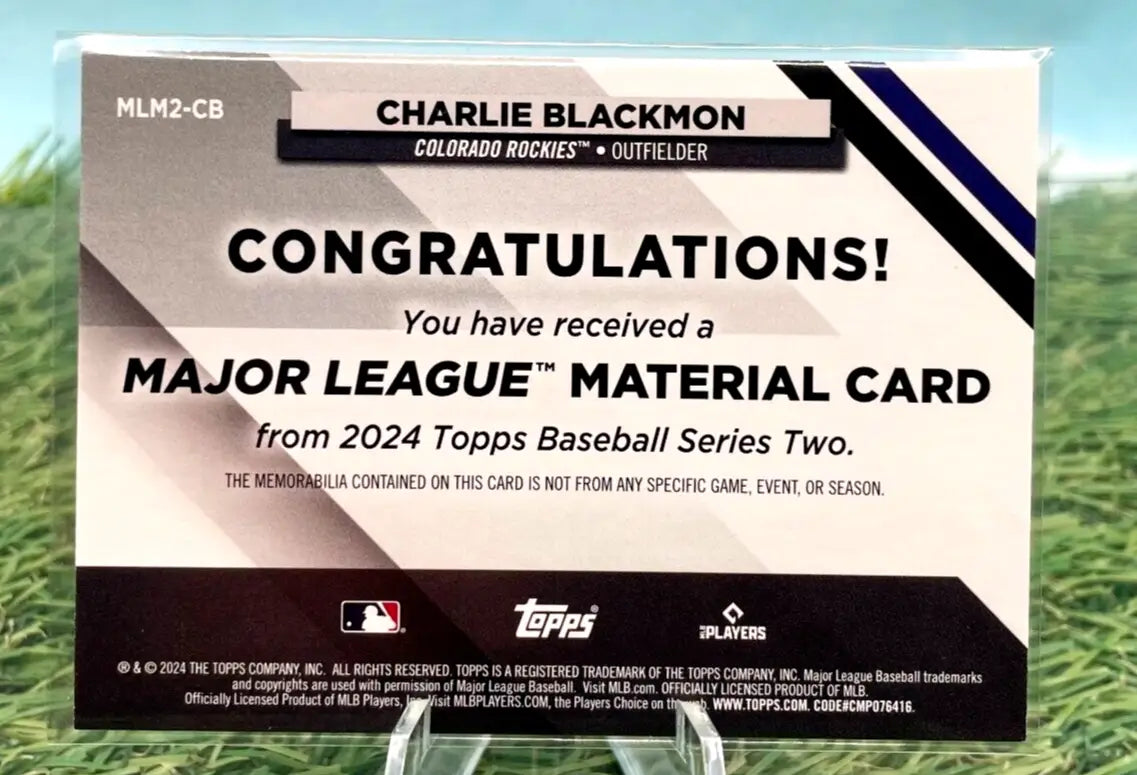 MLM2-CB
CHARLIE BLACKMON
COLORADO ROCKIES™ • OUTFIELDER
CONGRATULATIONS!
You have received a
MAJOR LEAGUE™ MATERIAL CARD
from 2024 Topps Baseball Series Two.
THE MEMORABILIA CONTAINED ON THIS CARD IS NOT FROM ANY SPECIFIC GAME, EVENT, OR SEASON.
topps®
PLAYERS
® & © 2024 THE TOPPS COMPANY, INC. ALL RIGHTS RESERVED. TOPPS IS A REGISTERED TRADEMARK OF THE TOPPS COMPANY, INC. Major League Baseball trademarks
and copyrights are used with permission of Major League Baseball. Visit MLB.com. OFFICIALLY LICENSED PRODUCT OF MLB.
Officially Licensed Product of MLB Players, Inc. Visit MLBPLAYERS.COM, the Players Choice on the web. WWW.TOPPS.COM. CODE#CMP076416.